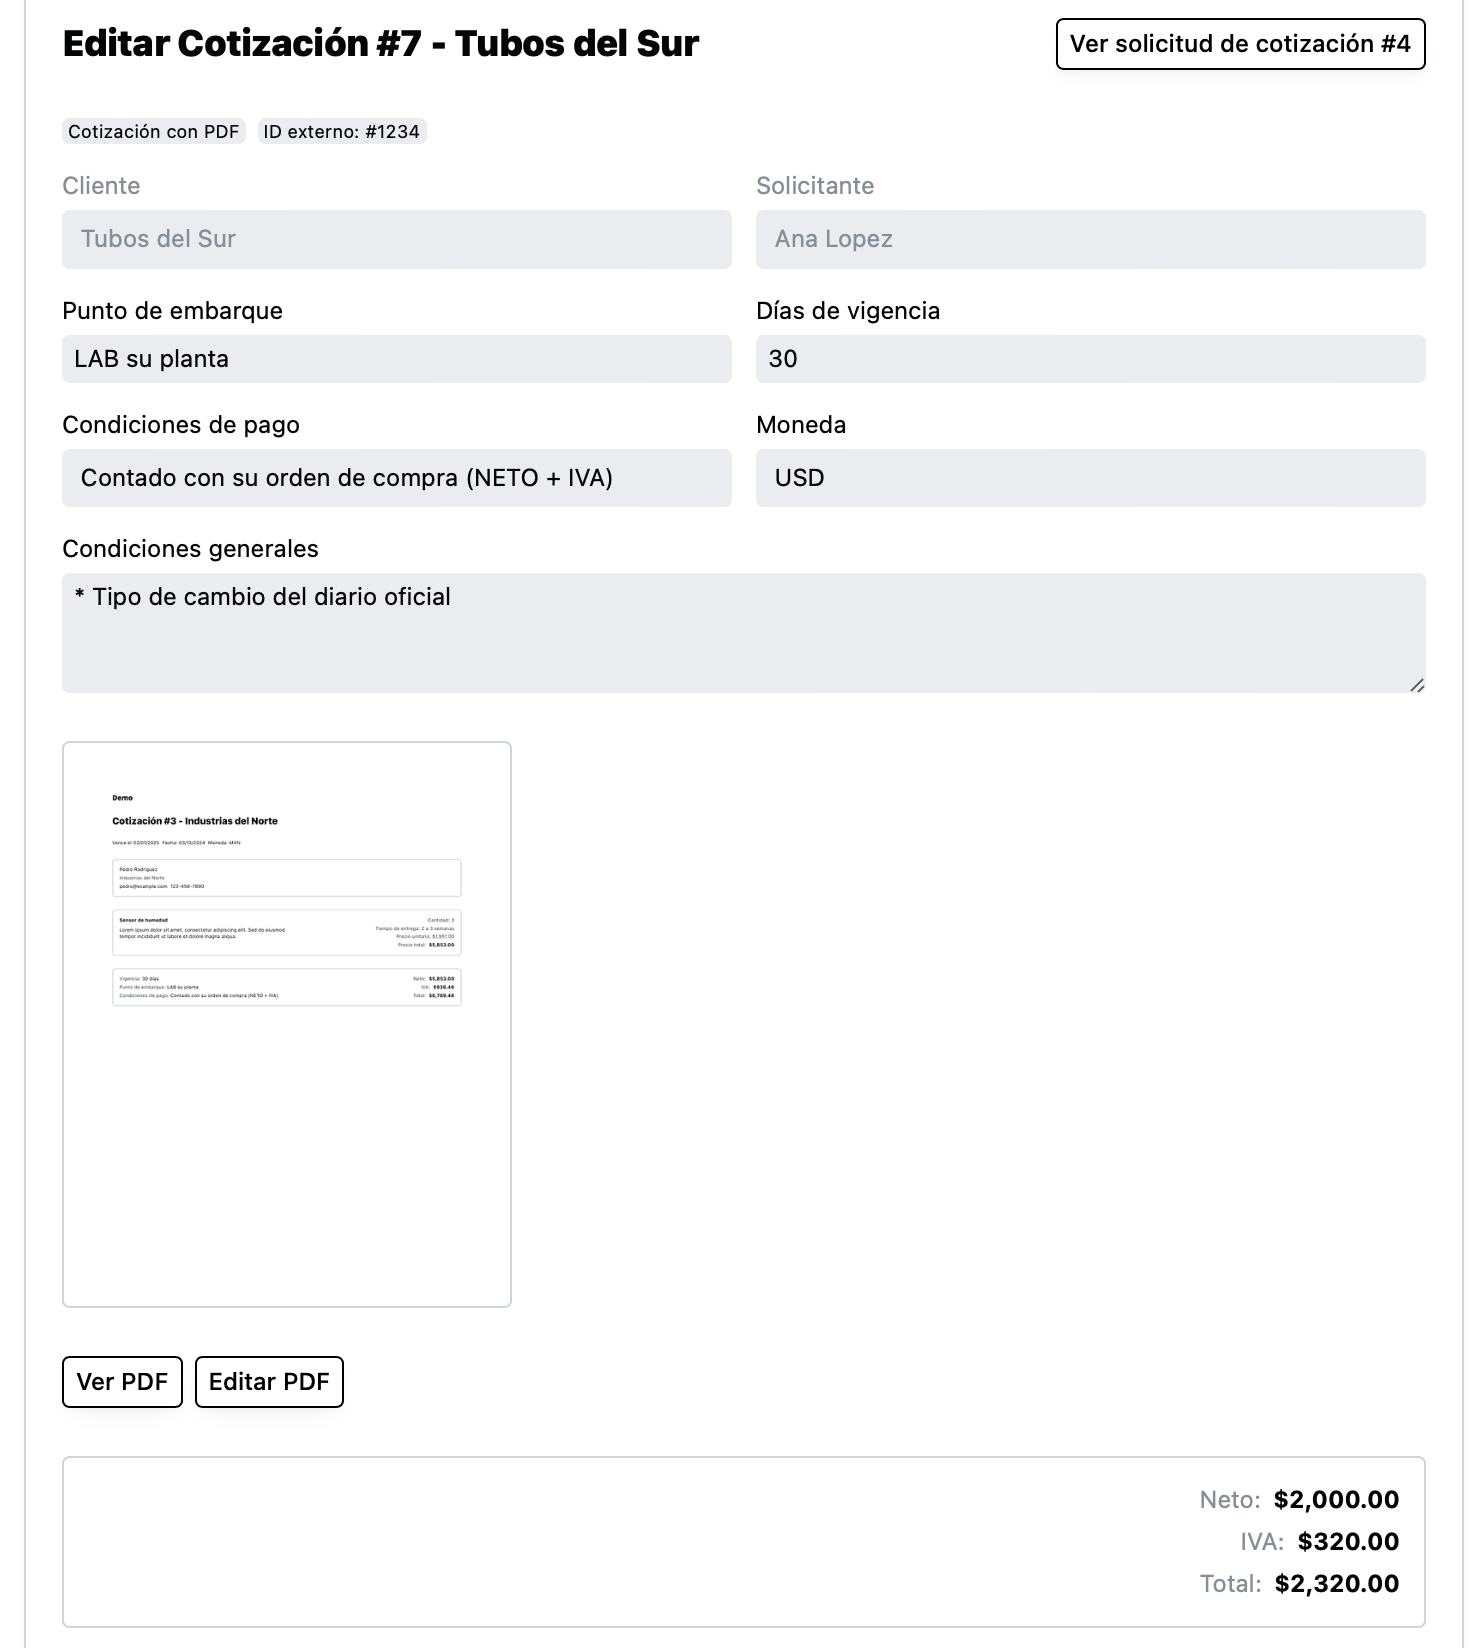 Editar Cotización #7 - Tubos del Sur
Ver solicitud de cotización #4
Cotización con PDF
ID externo: #1234
Cliente
Solicitante
Tubos del Sur
Ana Lopez
Punto de embarque
Días de vigencia
LAB su planta
30
Condiciones de pago
Moneda
Contado con su orden de compra (NETO + IVA)
USD
Condiciones generales
* Tipo de cambio del diario oficial
Demo
Cotización #3 - Industrias del Norte
Vence el 02/01/2025 Fecha: 03/12/2024 Moneda: MXN
Pedro Rodriguez
Industrias del Norte
pedro@example.com 123-456-7890
Sensor de humedad
Lorem ipsum dolor sit amet, consectetur adipiscing elit. Sed do eiusmod
tempor incididunt ut labore et dolore magna aliqua.
Cantidad: 3
Tiempo de entrega: 2 a 3 semanas
Precio unitario: $1,951.00
Precio total: $5,853.00
Vigencia: 30 días
Punto de embarque: LAB su planta
Condiciones de pago: Contado con su orden de compra (NETO + IVA)
Neto: $5,853.00
IVA: $936.48
Total: $6,789.48
Ver PDF
Editar PDF
Neto: $2,000.00
IVA: $320.00
Total: $2,320.00